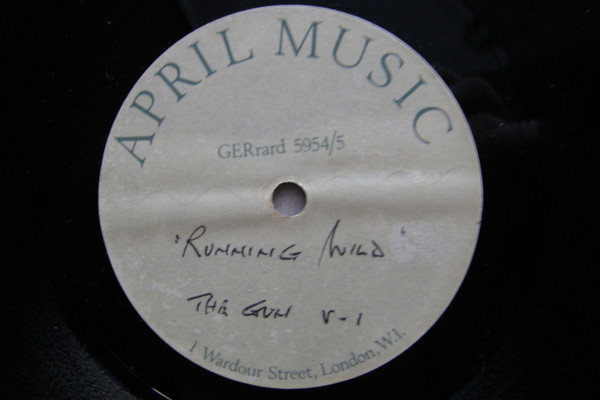 APRIL MUSIC
GERrard 5954/5
'RUNNING WILD'
THE GUN V-1
1 Wardour Street, London, W.1.